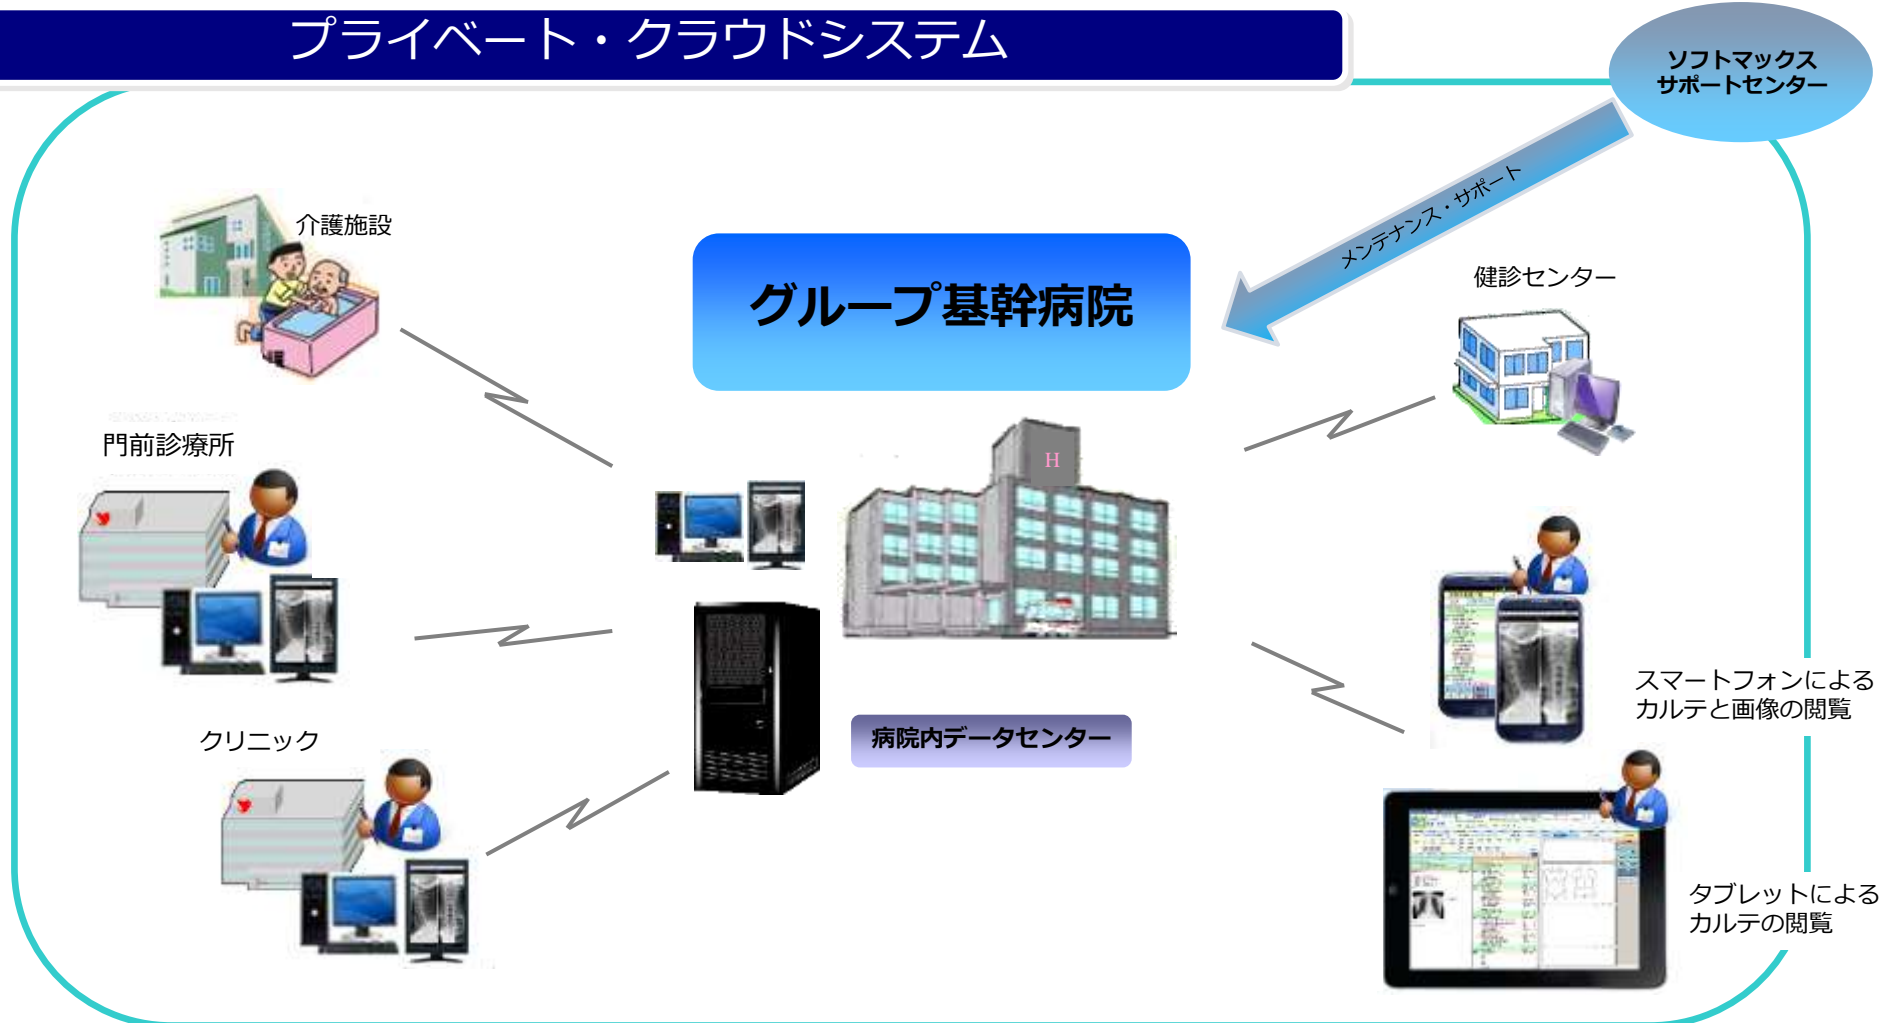 プライベート・クラウドシステム
ソフトマックス
サポートセンター
メンテナンス・サポート
介護施設
グループ基幹病院
健診センター
門前診療所
H
スマートフォンによる
カルテと画像の閲覧
クリニック
病院内データセンター
タブレットによる
カルテの閲覧